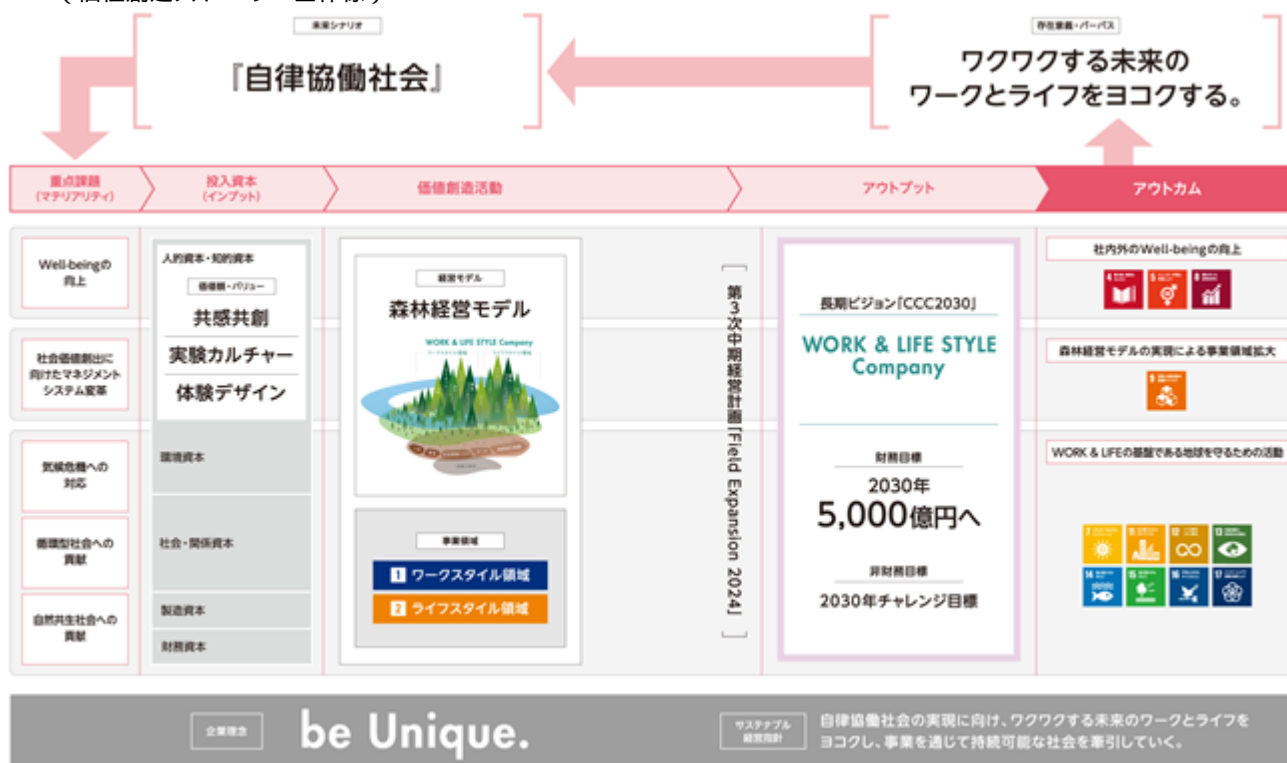 未来シナリオ
『自律協働社会』
存在意義・パーパス
ワクワクする未来の
ワークとライフをヨコクする。
重点課題
(マテリアリティ)
投入資本
(インプット)
価値創造活動
アウトプット
アウトカム
Well-beingの
向上
社会価値創出に
向けたマネジメント
システム変革
気候危機への
対応
循環型社会への
貢献
自然共生社会への
貢献
人的資本・知的資本
価値観・バリュー
共感共創
実験カルチャー
体験デザイン
環境資本
社会・関係資本
製造資本
財務資本
経営モデル
森林経営モデル
WORK & LIFE STYLE Company
事業領域
1 ワークスタイル領域
2 ライフスタイル領域
第3次中期経営計画「Field Expansion 2024」
長期ビジョン「CCC2030」
WORK & LIFE STYLE
Company
財務目標
2030年
5,000億円へ
非財務目標
2030年チャレンジ目標
社内外のWell-beingの向上
4 5 8
森林経営モデルの実現による事業領域拡大
9
WORK & LIFEの基盤である地球を守るための活動
7 11 12 13
14 15 16 17
企業理念
be Unique.
サステナブル
経営指針
自律協働社会の実現に向け、ワクワクする未来のワークとライフを
ヨコクし、事業を通じて持続可能な社会を牽引していく。